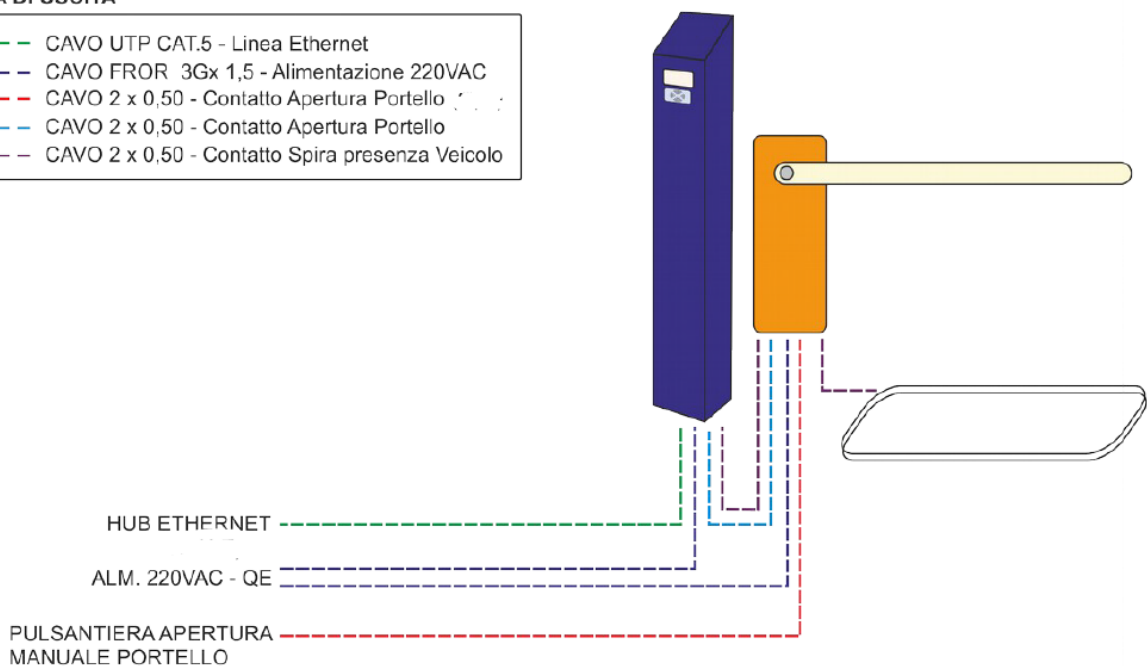 A DI USCITA
CAVO UTP CAT.5 - Linea Ethernet
CAVO FROR 3Gx 1,5 - Alimentazione 220VAC
CAVO 2 x 0,50 - Contatto Apertura Portello
CAVO 2 x 0,50 - Contatto Apertura Portello
CAVO 2 x 0,50 - Contatto Spira presenza Veicolo
HUB ETHERNET
ALM. 220VAC - QE
PULSANTIERA APERTURA
MANUALE PORTELLO